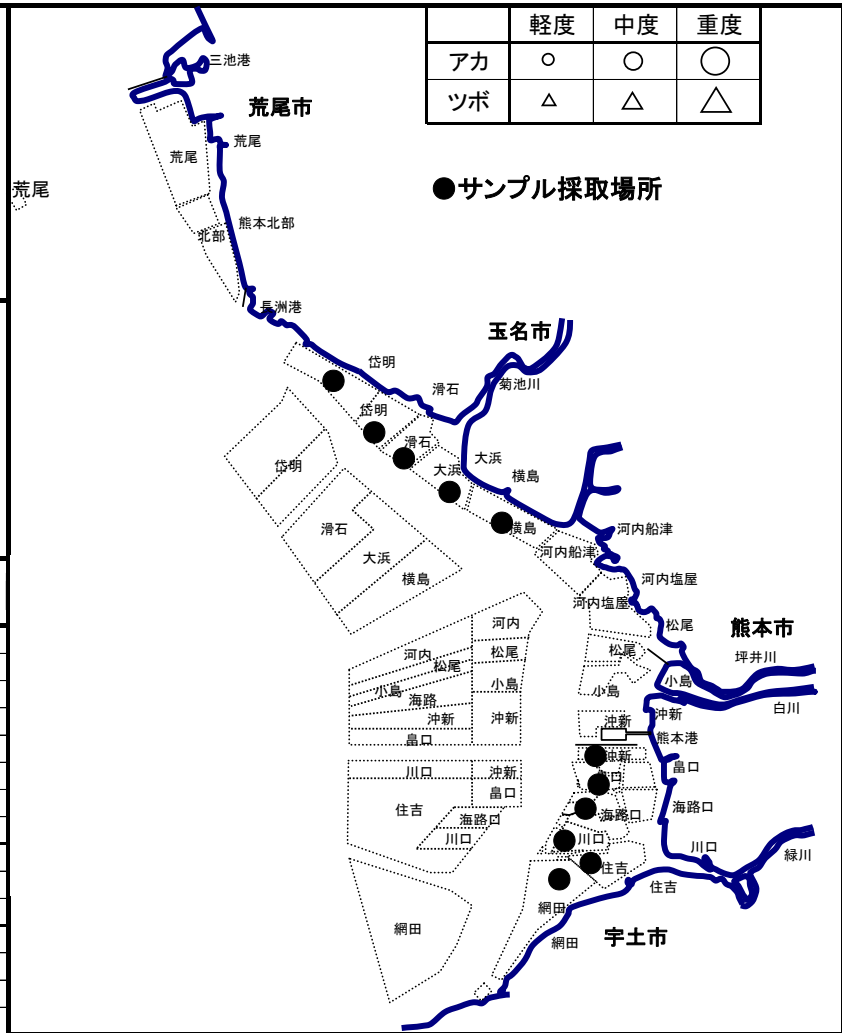 軽度 中度 重度
アカ ○ ○ ○
ツボ △ △ △
●サンプル採取場所
三池港
荒尾市
荒尾
荒尾
荒尾
熊本北部
北部
長洲港
玉名市
岱明
滑石
菊池川
岱明
滑石
大浜
大浜
横島
岱明
横島
滑石
大浜
横島
河内船津
河内船津
河内塩屋
河内塩屋
松尾
熊本市
坪井川
松尾
小島
白川
小島
沖新
沖新
熊本港
河内
河内
松尾
松尾
小島
小島
海路
沖新
沖新
畠口
沖新
畠口
畠口
海路口
海路口
川口
沖新
畠口
住吉
海路口
川口
川口
川口
緑川
住吉
住吉
網田
網田
網田
宇土市